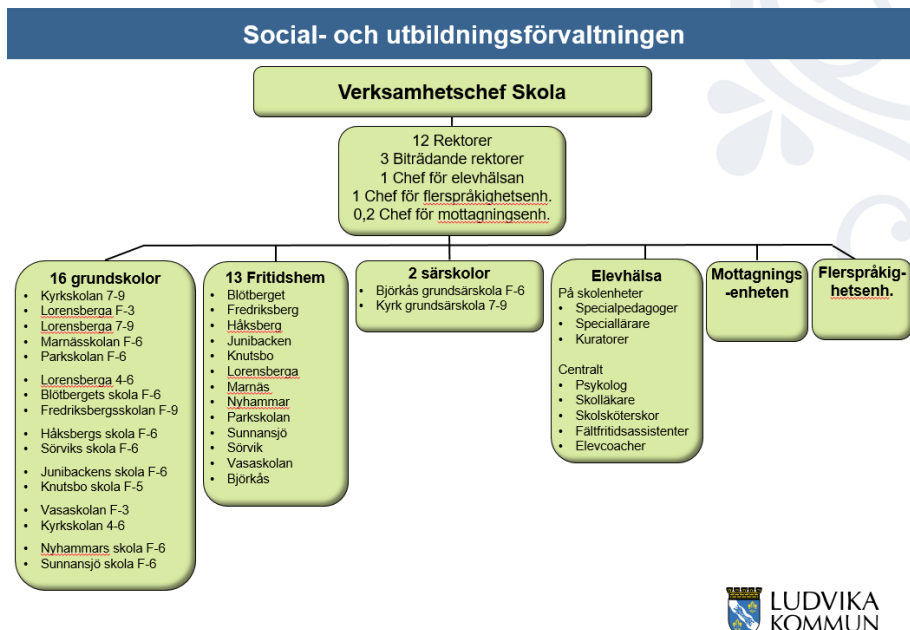 Social- och utbildningsförvaltningen
Verksamhetschef Skola
12 Rektorer
3 Biträdande rektorer
1 Chef för elevhälsan
1 Chef för flerspråkighetsenh.
0,2 Chef för mottagningsenh.
16 grundskolor
• Kyrkskolan 7-9
• Lorensberga F-3
• Lorensberga 7-9
• Marnässkolan F-6
• Parkskolan F-6
• Lorensberga 4-6
• Blötbergets skola F-6
• Fredriksbergsskolan F-9
• Håksbergs skola F-6
• Sörviks skola F-6
• Junibackens skola F-6
• Knutsbo skola F-5
• Vasaskolan F-3
• Kyrkskolan 4-6
• Nyhammars skola F-6
• Sunnansjö skola F-6
13 Fritidshem
• Blötberget
• Fredriksberg
• Håksberg
• Junibacken
• Knutsbo
• Lorensberga
• Marnäs
• Nyhammar
• Parkskolan
• Sunnansjö
• Sörvik
• Vasaskolan
• Björkås
2 särskolor
• Björkås grundsärskola F-6
• Kyrk grundsärskola 7-9
Elevhälsa
På skolenheter
• Specialpedagoger
• Speciallärare
• Kuratorer
Centralt
• Psykolog
• Skolläkare
• Skolsköterskor
• Fältfritidsassistenter
• Elevcoacher
Mottagnings
-enheten
Flerspråkig-
hetsenh.
LUDVIKA
KOMMUN